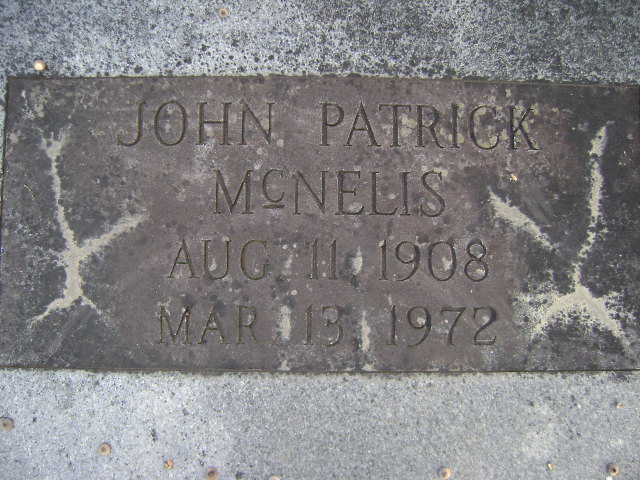 JOHN PATRICK
McNELIS
AUG 11 1908
MAR 13 1972